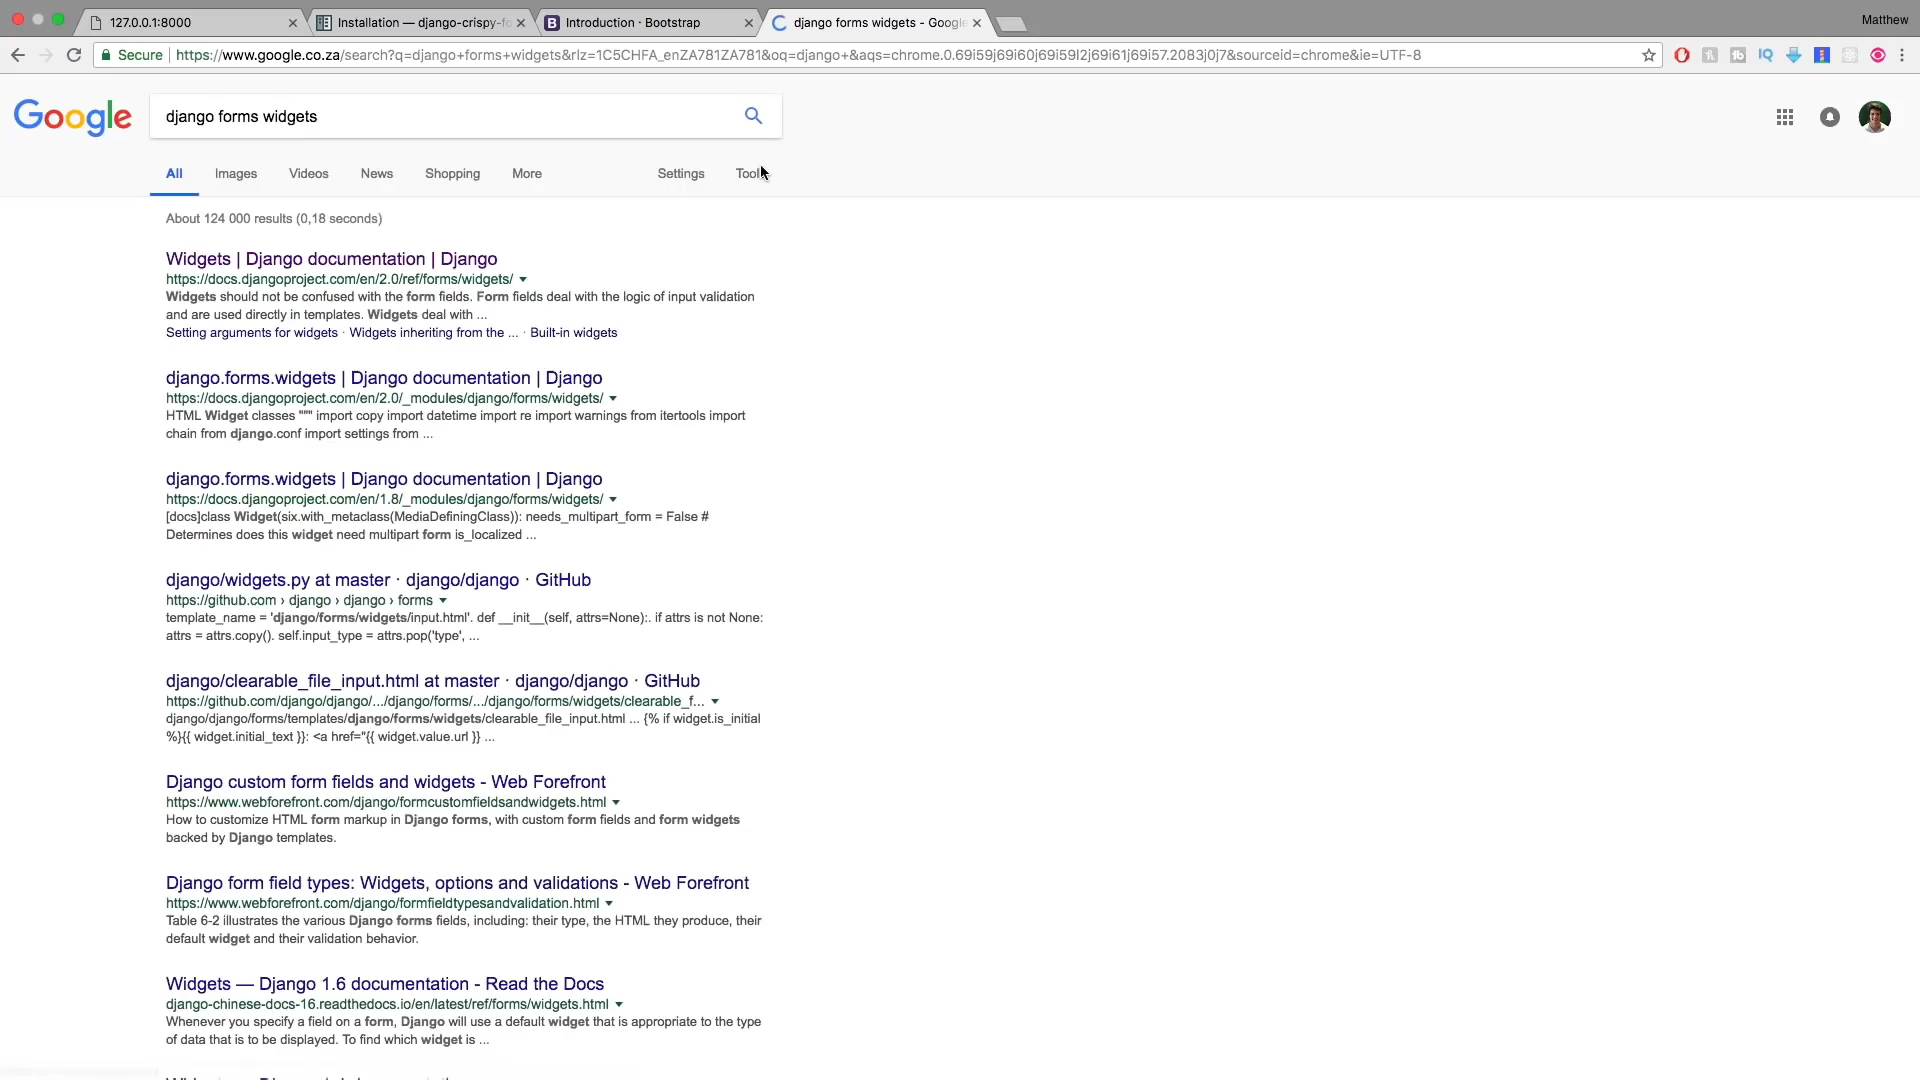 127.0.0.1:8000
Installation — django-crispy-fo
Introduction · Bootstrap
django forms widgets - Google
Matthew
Secure
https://www.google.co.za/search?q=django+forms+widgets&rlz=1C5CHFA_enZA781ZA781&oq=django+&aqs=chrome.0.69i59j69i60j69i59l2j69i61j69i57.2083j0j7&sourceid=chrome&ie=UTF-8
Google
django forms widgets
All
Images
Videos
News
Shopping
More
Settings
Tools
About 124 000 results (0,18 seconds)
Widgets | Django documentation | Django
https://docs.djangoproject.com/en/2.0/ref/forms/widgets/
Widgets should not be confused with the form fields. Form fields deal with the logic of input validation
and are used directly in templates. Widgets deal with ...
Setting arguments for widgets · Widgets inheriting from the ... · Built-in widgets
django.forms.widgets | Django documentation | Django
https://docs.djangoproject.com/en/2.0/_modules/django/forms/widgets/
HTML Widget classes """ import copy import datetime import re import warnings from itertools import
chain from django.conf import settings from ...
django.forms.widgets | Django documentation | Django
https://docs.djangoproject.com/en/1.8/_modules/django/forms/widgets/
[docs]class Widget(six.with_metaclass(MediaDefiningClass)): needs_multipart_form = False #
Determines does this widget need multipart form is_localized ...
django/widgets.py at master · django/django · GitHub
https://github.com › django › django › forms
template_name = 'django/forms/widgets/input.html'. def __init__(self, attrs=None):. if attrs is not None:
attrs = attrs.copy(). self.input_type = attrs.pop('type', ...
django/clearable_file_input.html at master · django/django · GitHub
https://github.com/django/django/.../django/forms/.../django/forms/widgets/clearable_f...
django/django/forms/templates/django/forms/widgets/clearable_file_input.html ... {% if widget.is_initial
%}{{ widget.initial_text }}: <a href="{{ widget.value.url }} ...
Django custom form fields and widgets - Web Forefront
https://www.webforefront.com/django/formcustomfieldsandwidgets.html
How to customize HTML form markup in Django forms, with custom form fields and form widgets
backed by Django templates.
Django form field types: Widgets, options and validations - Web Forefront
https://www.webforefront.com/django/formfieldtypesandvalidation.html
Table 6-2 illustrates the various Django forms fields, including: their type, the HTML they produce, their
default widget and their validation behavior.
Widgets — Django 1.6 documentation - Read the Docs
django-chinese-docs-16.readthedocs.io/en/latest/ref/forms/widgets.html
Whenever you specify a field on a form, Django will use a default widget that is appropriate to the type
of data that is to be displayed. To find which widget is ...